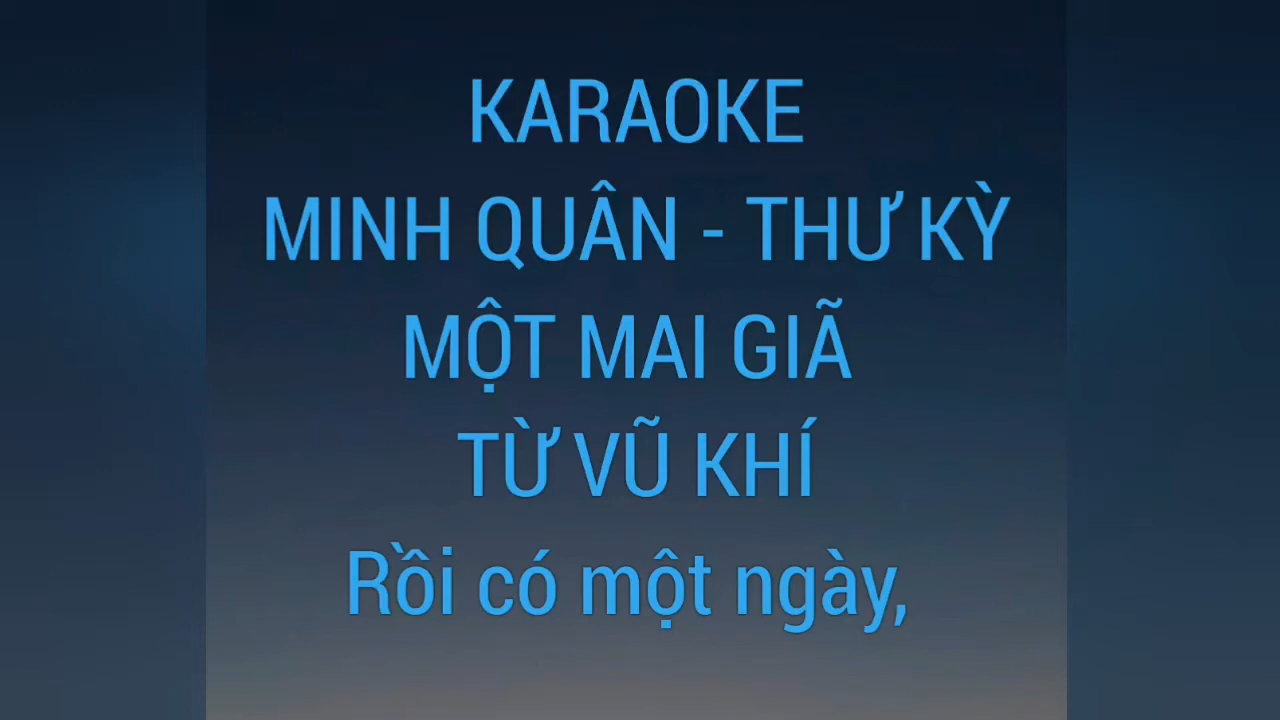 KARAOKE
MINH QUÂN - THƯ KỲ
MỘT MAI GIÃ
TỪ VŨ KHÍ
Rồi có một ngày,